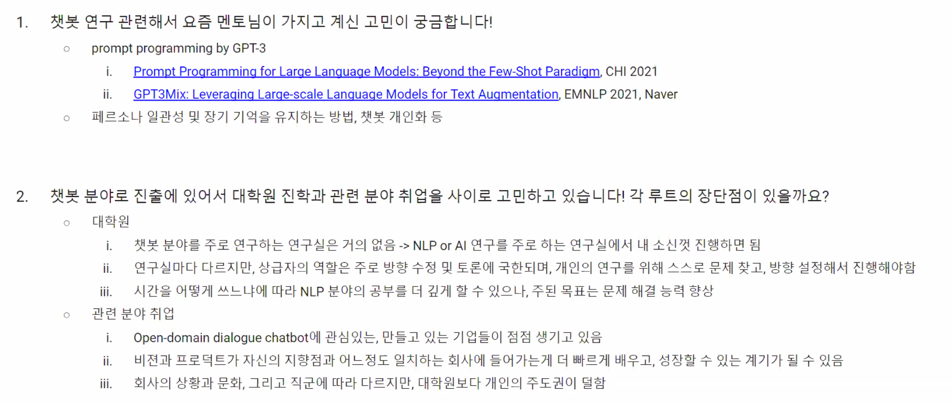 1. 챗봇 연구 관련해서 요즘 멘토님이 가지고 계신 고민이 궁금합니다!
○ prompt programming by GPT-3
i. Prompt Programming for Large Language Models: Beyond the Few-Shot Paradigm, CHI 2021
ii. GPT3Mix: Leveraging Large-scale Language Models for Text Augmentation, EMNLP 2021, Naver
○ 페르소나 일관성 및 장기 기억을 유지하는 방법, 챗봇 개인화 등
2. 챗봇 분야로 진출에 있어서 대학원 진학과 관련 분야 취업을 사이로 고민하고 있습니다! 각 루트의 장단점이 있을까요?
○ 대학원
i. 챗봇 분야를 주로 연구하는 연구실은 거의 없음 -> NLP or AI 연구를 주로 하는 연구실에서 내 소신껏 진행하면 됨
ii. 연구실마다 다르지만, 상급자의 역할은 주로 방향 수정 및 토론에 국한되며, 개인의 연구를 위해 스스로 문제 찾고, 방향 설정해서 진행해야함
iii. 시간을 어떻게 쓰느냐에 따라 NLP 분야의 공부를 더 깊게 할 수 있으나, 주된 목표는 문제 해결 능력 향상
○ 관련 분야 취업
i. Open-domain dialogue chatbot에 관심있는, 만들고 있는 기업들이 점점 생기고 있음
ii. 비전과 프로덕트가 자신의 지향점과 어느정도 일치하는 회사에 들어가는게 더 빠르게 배우고, 성장할 수 있는 계기가 될 수 있음
iii. 회사의 상황과 문화, 그리고 직군에 따라 다르지만, 대학원보다 개인의 주도권이 덜함